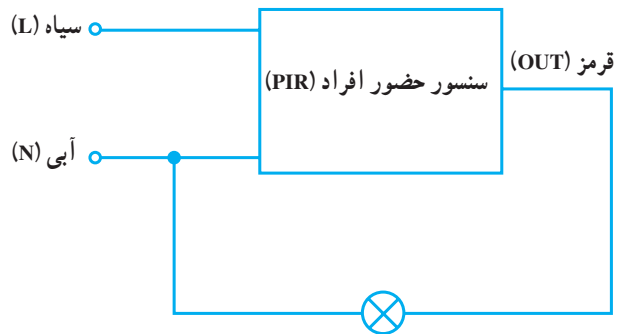 سیاه (L)
سنسور حضور افراد (PIR)
قرمز (OUT)
آبی (N)